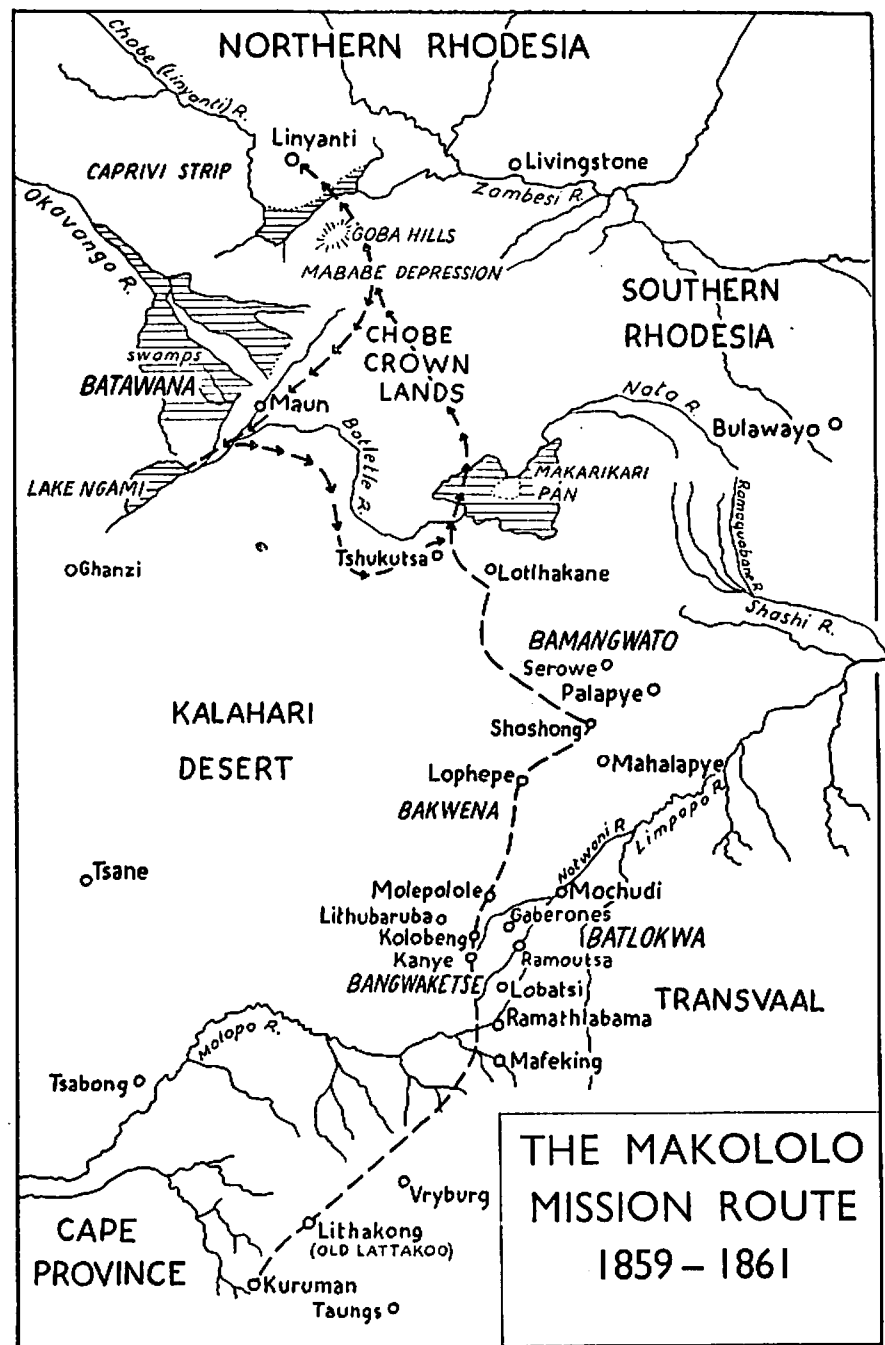 NORTHERN RHODESIA
Chobe (Linyanti) R.
Linyanti
Livingstone
CAPRIVI STRIP
Zambesi R.
Okavango R.
GOBA HILLS
MABABE DEPRESSION
SOUTHERN
RHODESIA
CHOBE
CROWN
LANDS
swamps
BATAWANA
Maun
Nata R.
Bulawayo
Botletle R.
LAKE NGAMI
MAKARIKARI
PAN
Ramaquabane R.
Tshukutsa
Ghanzi
Lotlhakane
Shashi R.
BAMANGWATO
Serowe
Palapye
KALAHARI
DESERT
Shoshong
Mahalapye
Lophepe
BAKWENA
Limpopo R.
Notwani R.
Tsane
Molepolole
Mochudi
Lithubaruba
Gaberones
Kolobeng
BATLOKWA
Kanye
Ramoutsa
BANGWAKETSE
Lobatsi
TRANSVAAL
Ramathlabama
Molopo R.
Mafeking
Tsabong
THE MAKOLOLO
MISSION ROUTE
1859 – 1861
Vryburg
CAPE
PROVINCE
Lithakong
(OLD LATTAKOO)
Kuruman
Taungs